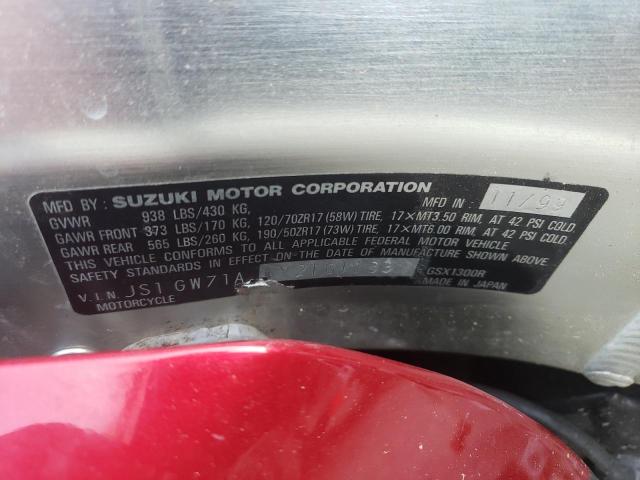 MFD BY : SUZUKI MOTOR CORPORATION MFD IN : 11/99
GVWR 938 LBS/430 KG,
GAWR FRONT 373 LBS/170 KG, 120/70ZR17 (58W) TIRE, 17×MT3.50 RIM, AT 42 PSI COLD
GAWR REAR 565 LBS/260 KG, 190/50ZR17 (73W) TIRE, 17×MT6.00 RIM, AT 42 PSI COLD.
THIS VEHICLE CONFORMS TO ALL APPLICABLE FEDERAL MOTOR VEHICLE
SAFETY STANDARDS IN EFFECT ON THE DATE OF MANUFACTURE SHOWN ABOVE.
V.I.N. JS1GW71A GSX1300R
MOTORCYCLE MADE IN JAPAN